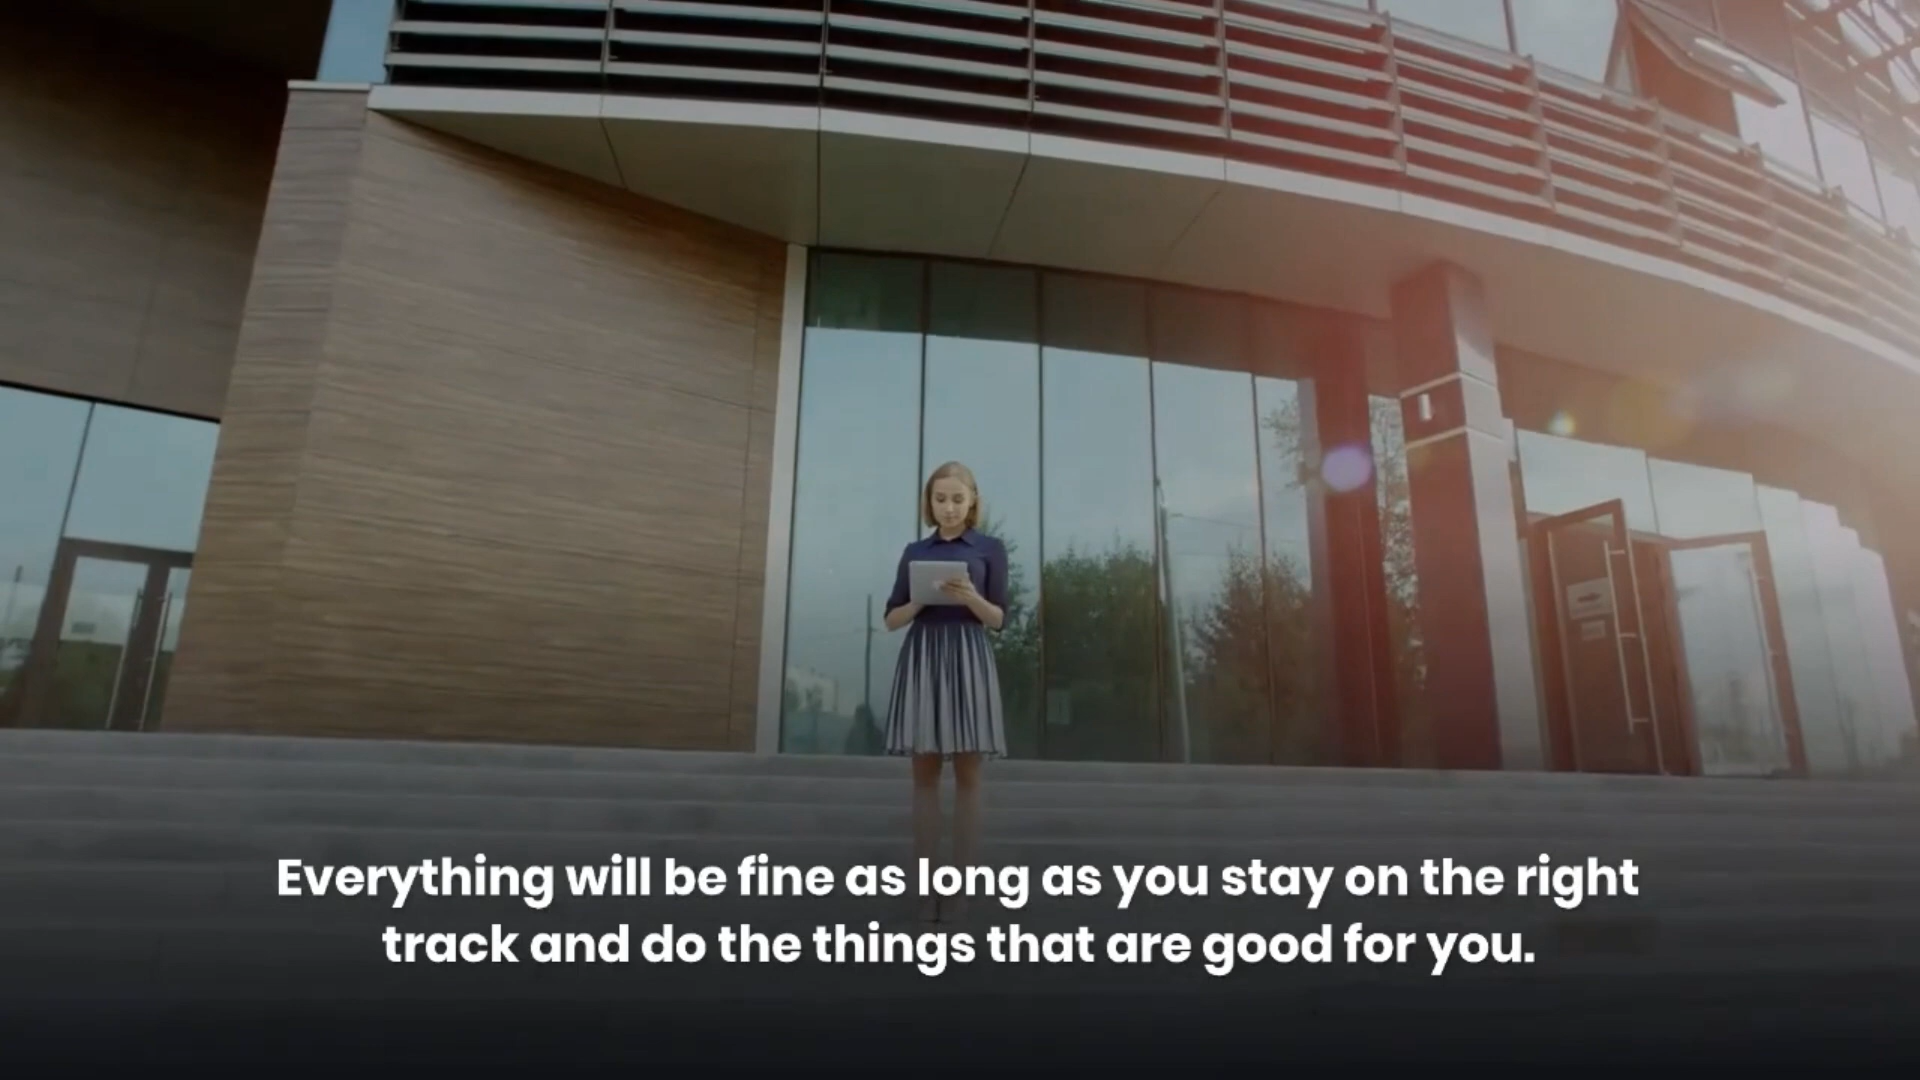 Everything will be fine as long as you stay on the right
track and do the things that are good for you.